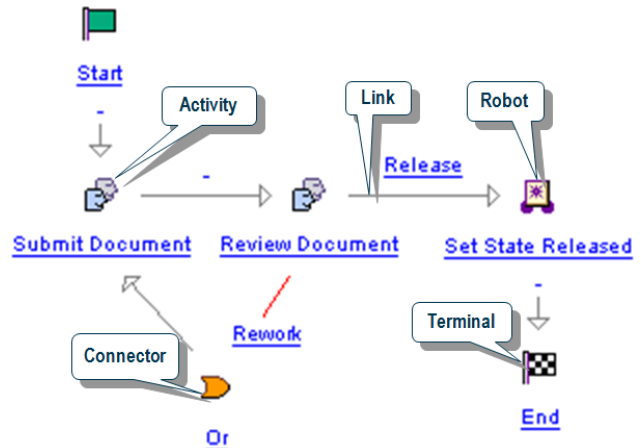 Start
-
Activity
Link
Robot
-
Release
Submit Document
Review Document
Set State Released
-
Rework
Terminal
Connector
Or
End